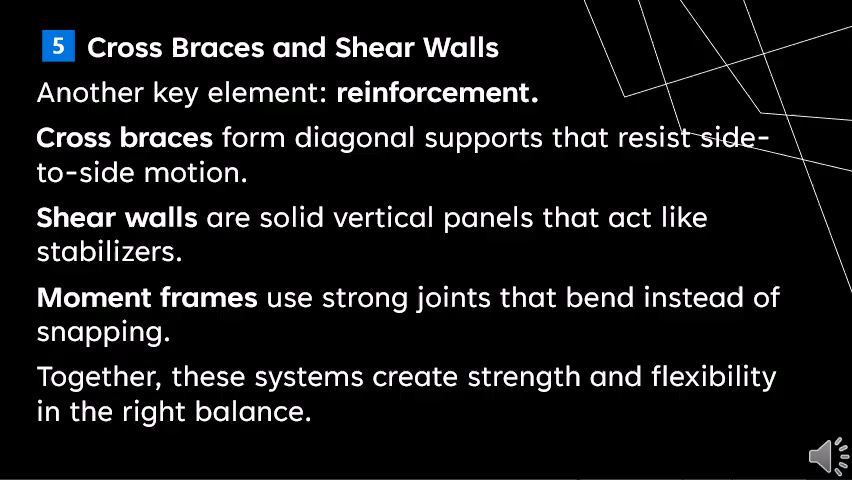 5 Cross Braces and Shear Walls
Another key element: reinforcement.
Cross braces form diagonal supports that resist side-
to-side motion.
Shear walls are solid vertical panels that act like
stabilizers.
Moment frames use strong joints that bend instead of
snapping.
Together, these systems create strength and flexibility
in the right balance.